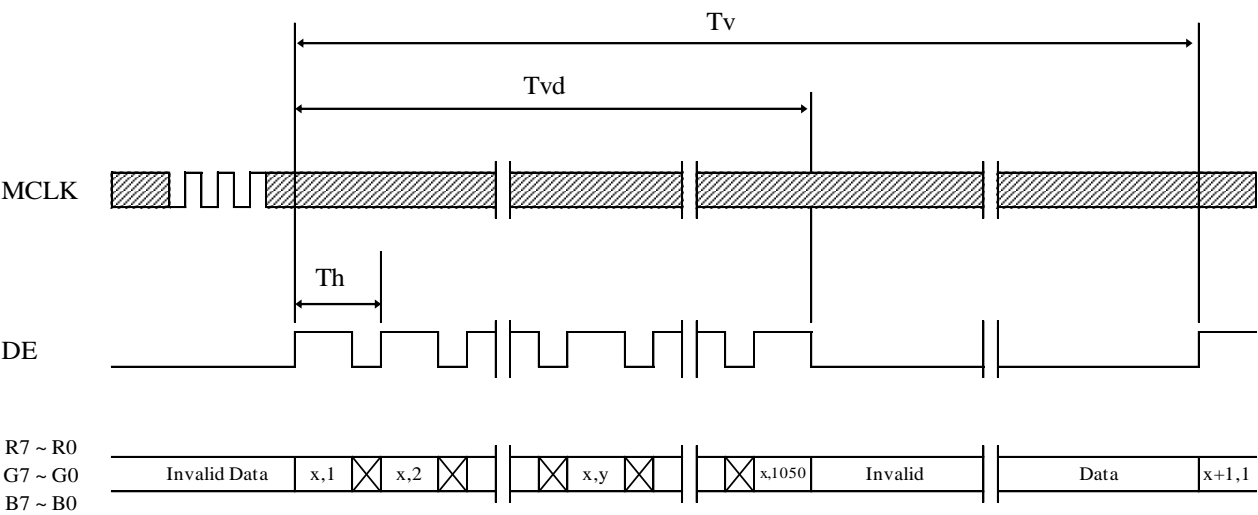 Tv
Tvd
MCLK
Th
DE
R7 ~ R0
G7 ~ G0
B7 ~ B0
Invalid Data
x,1
x,2
x,y
x,1050
Invalid
Data
x+1,1